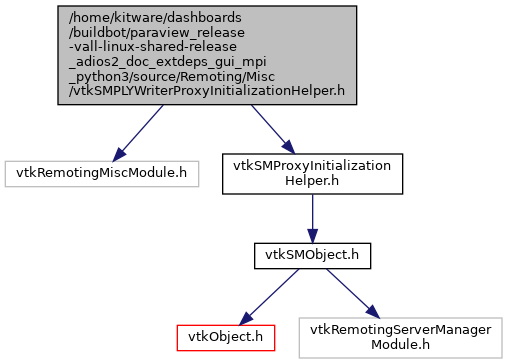 /home/kitware/dashboards
/buildbot/paraview_release
-vall-linux-shared-release
_adios2_doc_extdeps_gui_mpi
_python3/source/Remoting/Misc
/vtkSMPLYWriterProxyInitializationHelper.h
vtkRemotingMiscModule.h
vtkSMProxyInitialization
Helper.h
vtkSMObject.h
vtkObject.h
vtkRemotingServerManager
Module.h